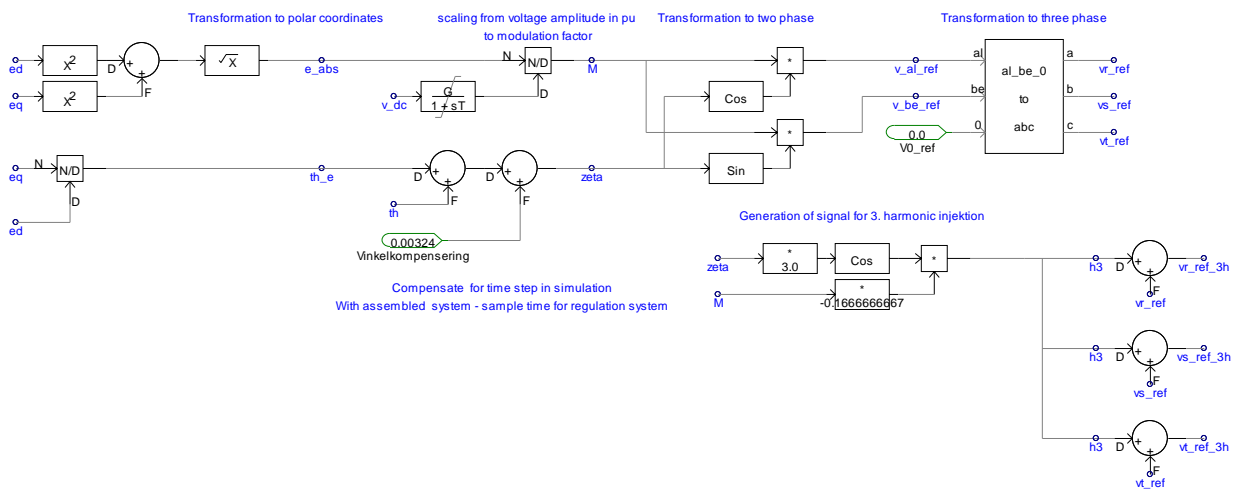 Transformation to polar coordinates
scaling from voltage amplitude in pu
to modulation factor
Transformation to two phase
Transformation to three phase
ed
X2
D
+
+
F
√X
e_abs
N
N/D
D
M
*
v_al_ref
al
al_be_0
to
abc
a
vr_ref
eq
X2
v_dc
G
1 + sT
Cos
v_be_ref
be
b
vs_ref
*
0.0
V0_ref
0
c
vt_ref
eq
N
N/D
D
ed
th_e
D
+
+
F
th
D
+
+
F
zeta
Sin
0.00324
Vinkelkompensering
Compensate for time step in simulation
With assembled system - sample time for regulation system
Generation of signal for 3. harmonic injektion
zeta
*
3.0
Cos
*
M
*
-0.1666666667
h3
D
+
+
F
vr_ref
vr_ref_3h
h3
D
+
+
F
vs_ref
vs_ref_3h
h3
D
+
+
F
vt_ref
vt_ref_3h